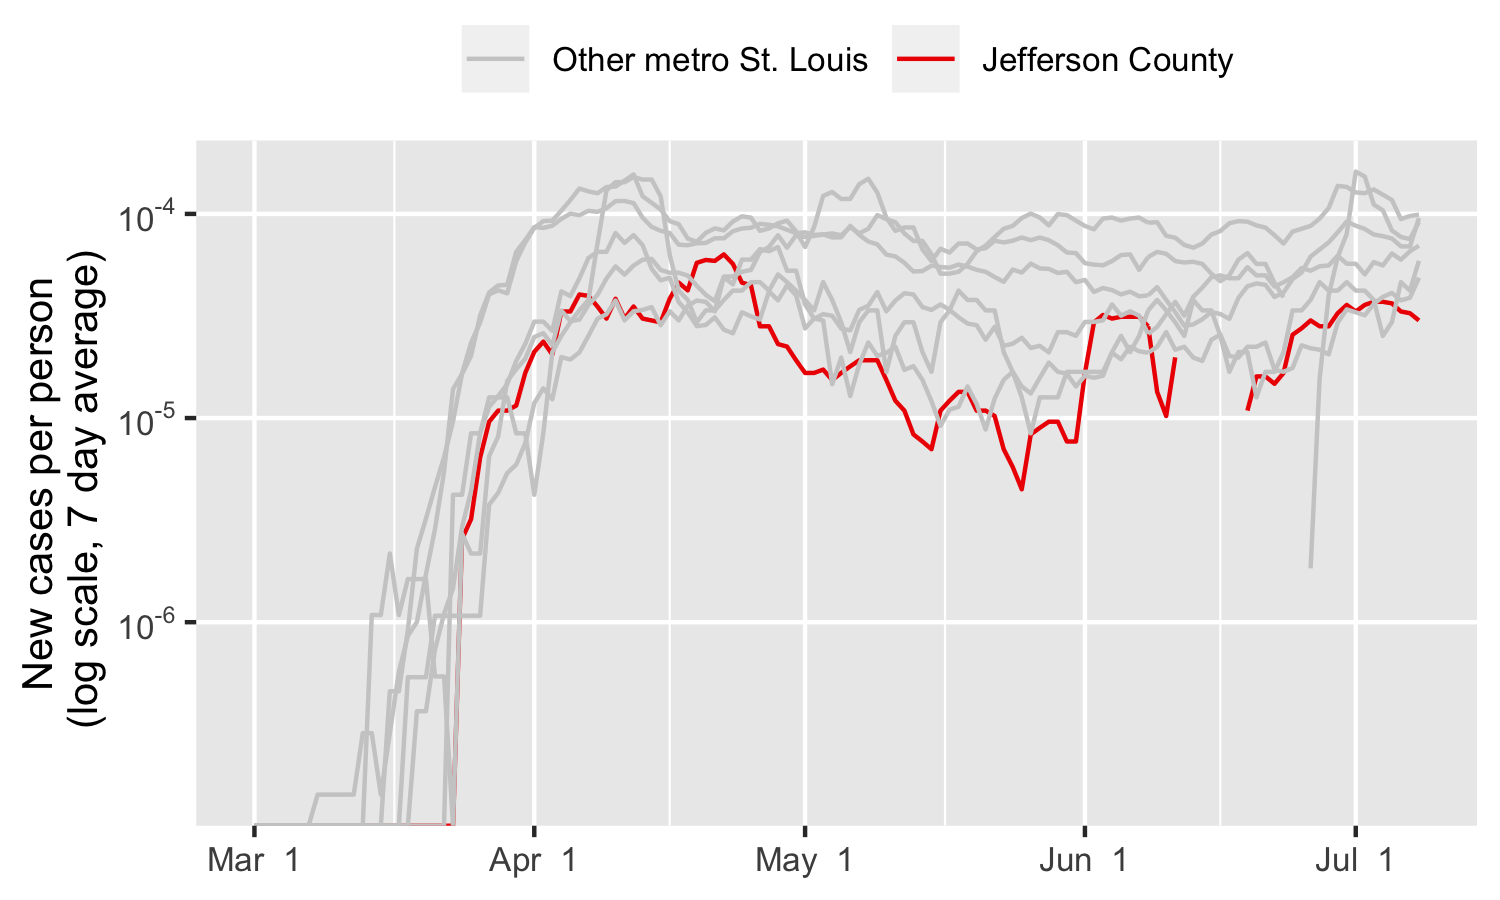 Other metro St. Louis Jefferson County
New cases per person
(log scale, 7 day average)
10-4
10-5
10-6
Mar 1 Apr 1 May 1 Jun 1 Jul 1